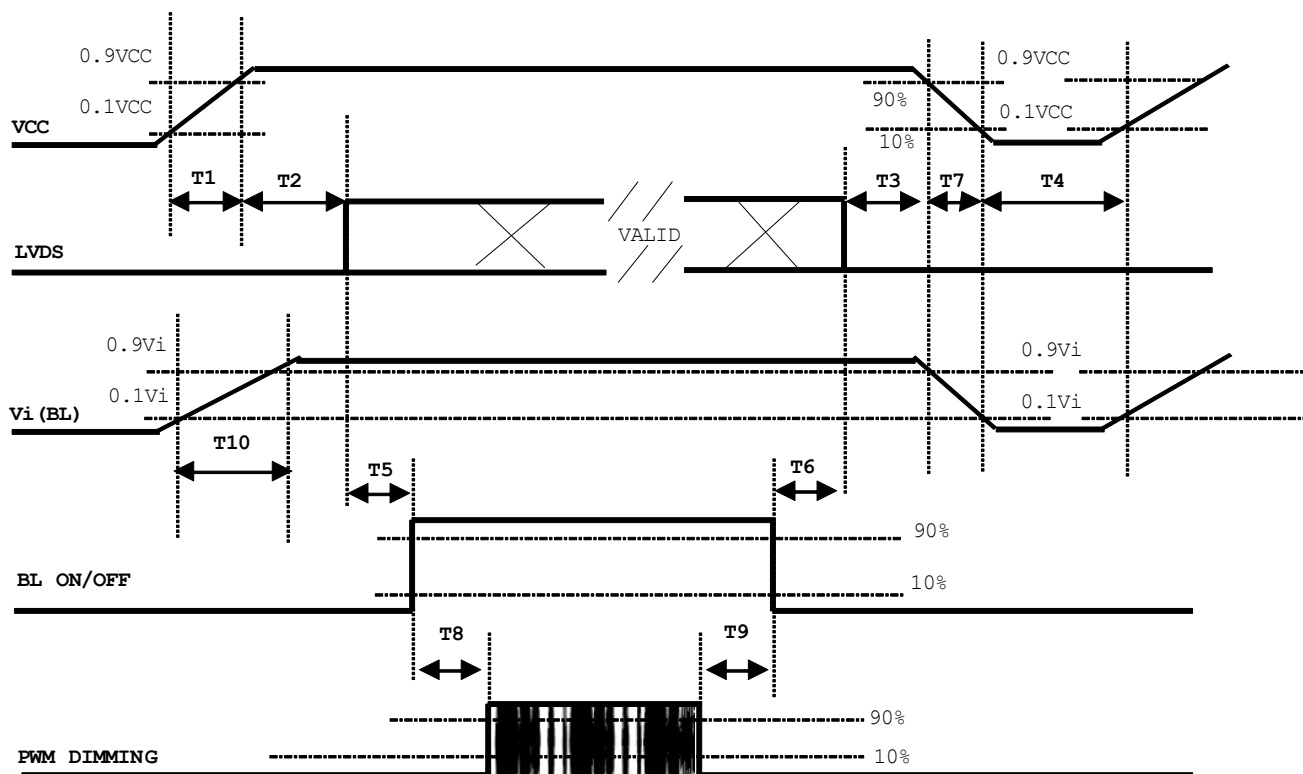 0.9VCC
0.9VCC
90%
0.1VCC
0.1VCC
VCC
10%
T1
T2
T3
T7
T4
VALID
LVDS
0.9Vi
0.9Vi
0.1Vi
0.1Vi
Vi(BL)
T10
T5
T6
90%
BL ON/OFF
10%
T8
T9
90%
PWM DIMMING
10%